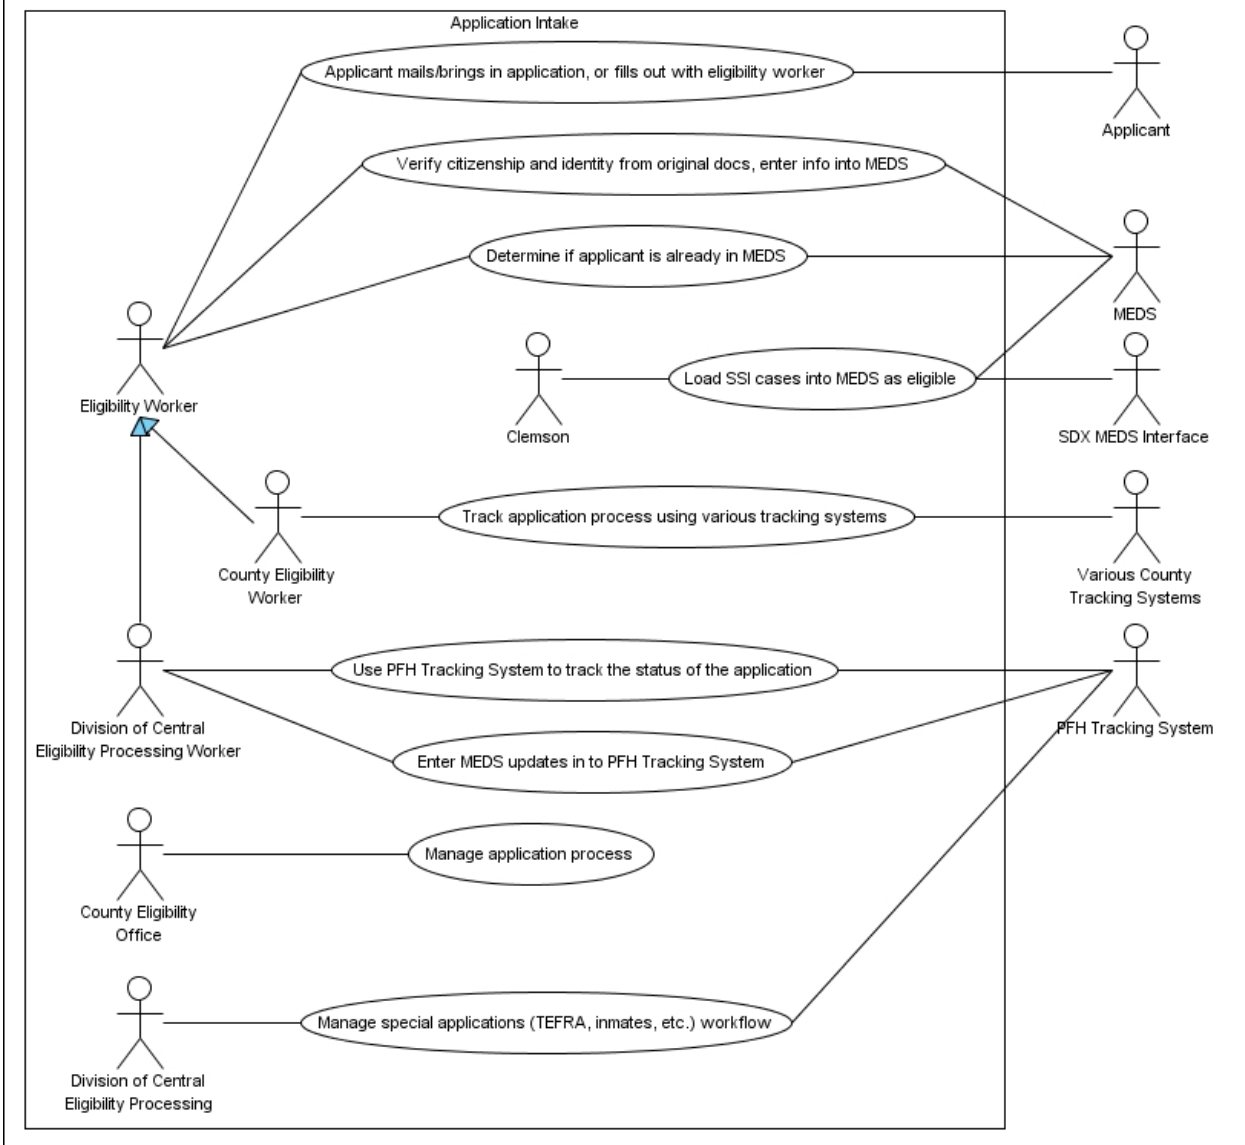 Application Intake
Applicant mails/brings in application, or fills out with eligibility worker
Applicant
Verify citizenship and identity from original docs, enter info into MEDS
Determine if applicant is already in MEDS
MEDS
Eligibility Worker
Load SSI cases into MEDS as eligible
Clemson
SDX MEDS Interface
Track application process using various tracking systems
County Eligibility
Worker
Various County
Tracking Systems
Use PFH Tracking System to track the status of the application
Division of Central
Eligibility Processing Worker
PFH Tracking System
Enter MEDS updates in to PFH Tracking System
Manage application process
County Eligibility
Office
Manage special applications (TEFRA, inmates, etc.) workflow
Division of Central
Eligibility Processing